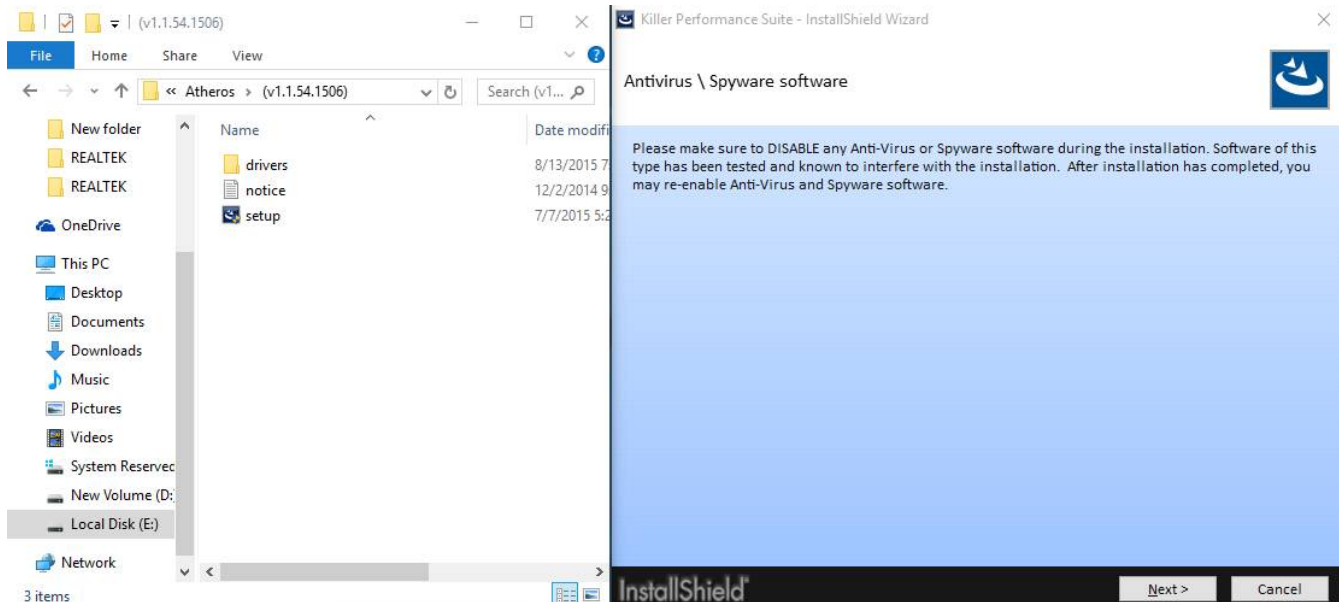 (v1.1.54.1506)
File Home Share View
« Atheros > (v1.1.54.1506)
Search (v1...
New folder
REALTEK
REALTEK
OneDrive
This PC
Desktop
Documents
Downloads
Music
Pictures
Videos
System Reserved
New Volume (D:)
Local Disk (E:)
Network
Name Date modifi
drivers 8/13/2015 7:
notice 12/2/2014 9
setup 7/7/2015 5:2
3 items
Killer Performance Suite - InstallShield Wizard
Antivirus \ Spyware software
Please make sure to DISABLE any Anti-Virus or Spyware software during the installation. Software of this
type has been tested and known to interfere with the installation. After installation has completed, you
may re-enable Anti-Virus and Spyware software.
InstallShield
Next >
Cancel